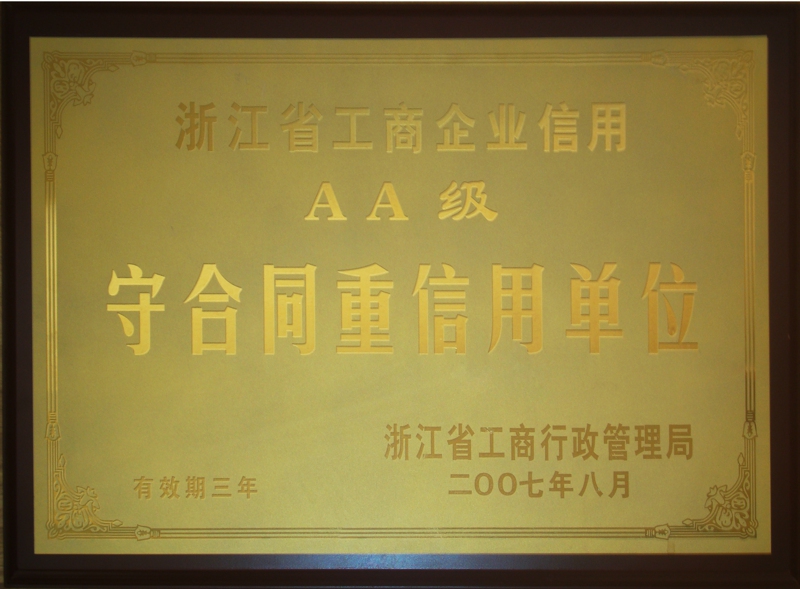 浙江省工商企业信用
AA级
守合同重信用单位
浙江省工商行政管理局
有效期三年
二OO七年八月